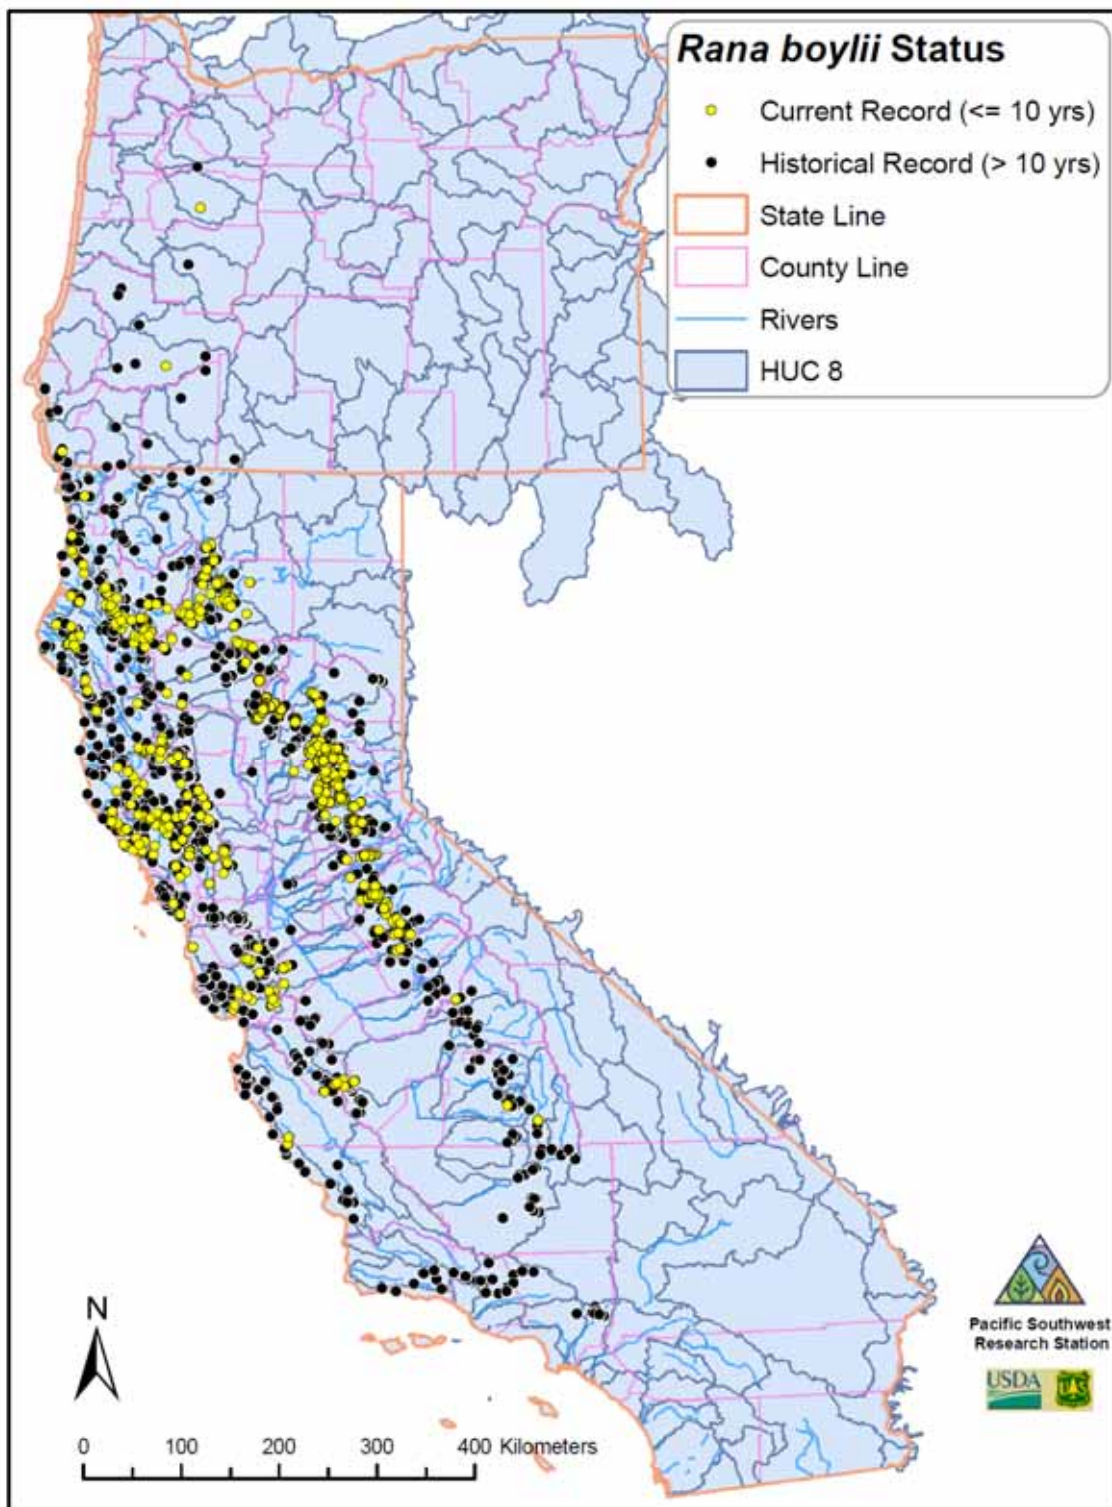 Rana boylii Status
Current Record (<= 10 yrs)
Historical Record (> 10 yrs)
State Line
County Line
Rivers
HUC 8
N
0 100 200 300 400 Kilometers
Pacific Southwest
Research Station
USDA